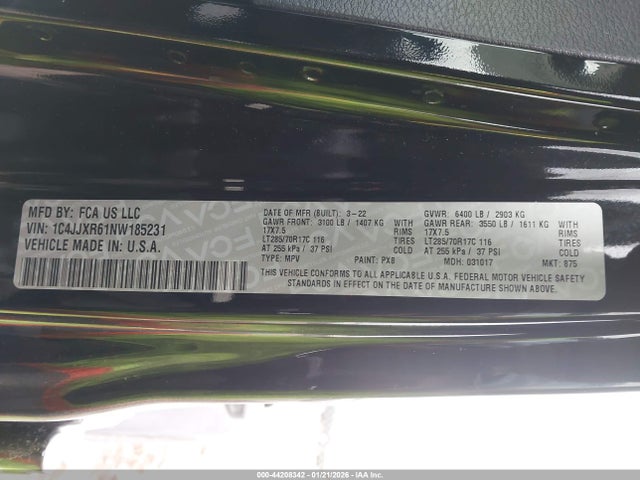 MFD BY: FCA US LLC
VIN: 1C4JJXR61NW185231
VEHICLE MADE IN: U.S.A.
DATE OF MFR (BUILT): 3-22 GVWR: 6400 LB / 2903 KG
GAWR FRONT: 3100 LB / 1407 KG GAWR REAR: 3550 LB / 1611 KG
17X7.5 RIMS 17X7.5 RIMS
LT285/70R17C 116 TIRES LT285/70R17C 116 TIRES
AT 255 kPa / 37 PSI COLD AT 255 kPa / 37 PSI COLD
TYPE: MPV PAINT: PX8 MDH: 031017 MKT: 875
THIS VEHICLE CONFORMS TO ALL APPLICABLE U.S.A. FEDERAL MOTOR VEHICLE SAFETY
STANDARDS IN EFFECT ON THE DATE OF MANUFACTURE SHOWN ABOVE.
000-44208342 - 01/21/2026 - IAAI.COM